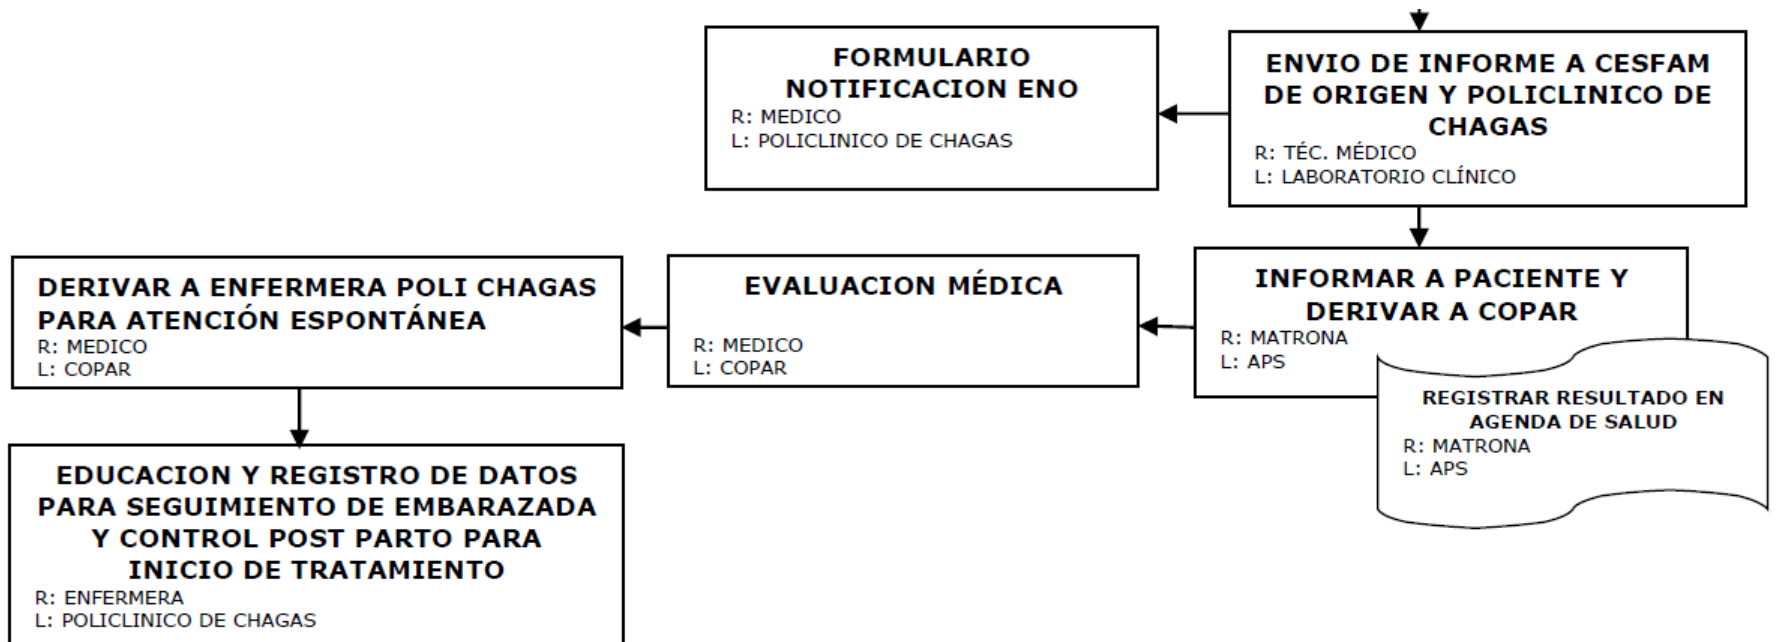 FORMULARIO
NOTIFICACION ENO
R: MEDICO
L: POLICLINICO DE CHAGAS
ENVIO DE INFORME A CESFAM
DE ORIGEN Y POLICLINICO DE
CHAGAS
R: TÉC. MÉDICO
L: LABORATORIO CLÍNICO
DERIVAR A ENFERMERA POLI CHAGAS
PARA ATENCIÓN ESPONTÁNEA
R: MEDICO
L: COPAR
EVALUACION MÉDICA
R: MEDICO
L: COPAR
INFORMAR A PACIENTE Y
DERIVAR A COPAR
R: MATRONA
L: APS
REGISTRAR RESULTADO EN
AGENDA DE SALUD
R: MATRONA
L: APS
EDUCACION Y REGISTRO DE DATOS
PARA SEGUIMIENTO DE EMBARAZADA
Y CONTROL POST PARTO PARA
INICIO DE TRATAMIENTO
R: ENFERMERA
L: POLICLINICO DE CHAGAS